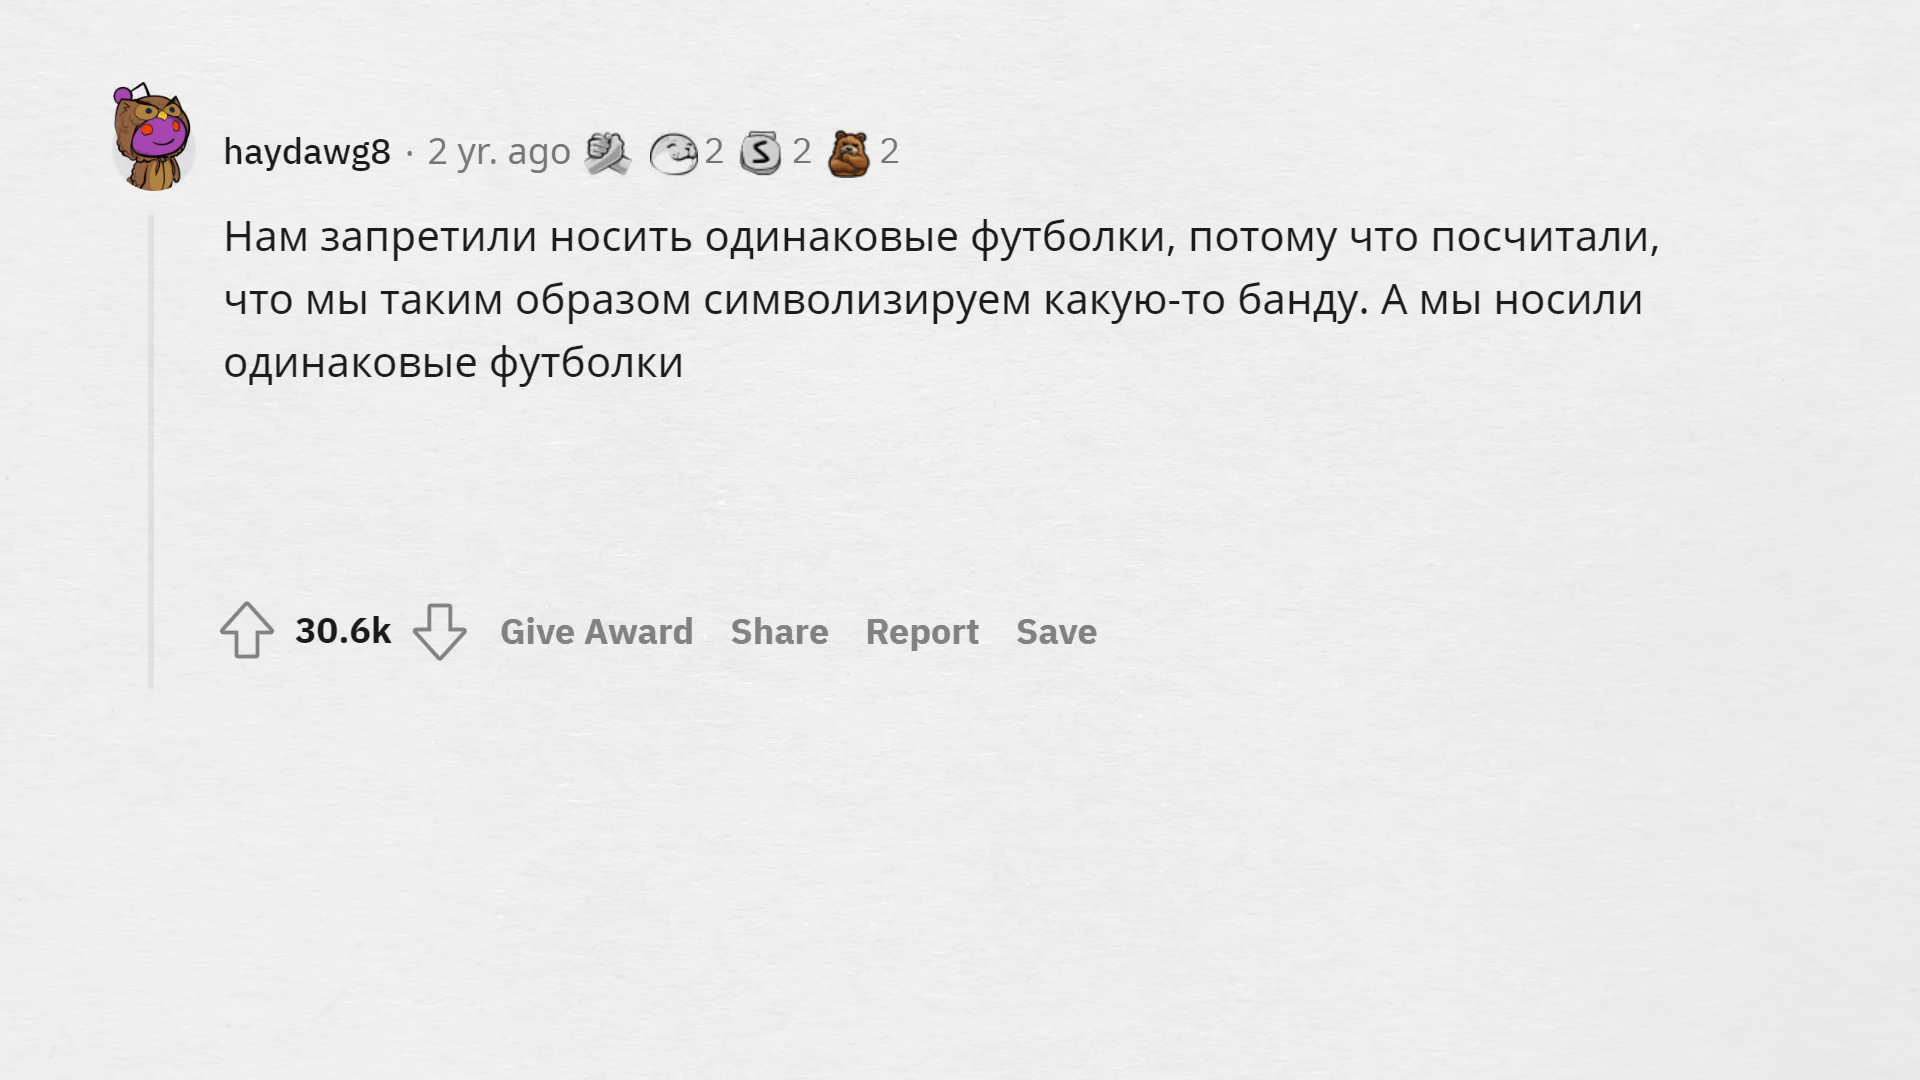 haydawg8 · 2 yr. ago 2 S 2 2
Нам запретили носить одинаковые футболки, потому что посчитали,
что мы таким образом символизируем какую-то банду. А мы носили
одинаковые футболки
30.6k Give Award Share Report Save